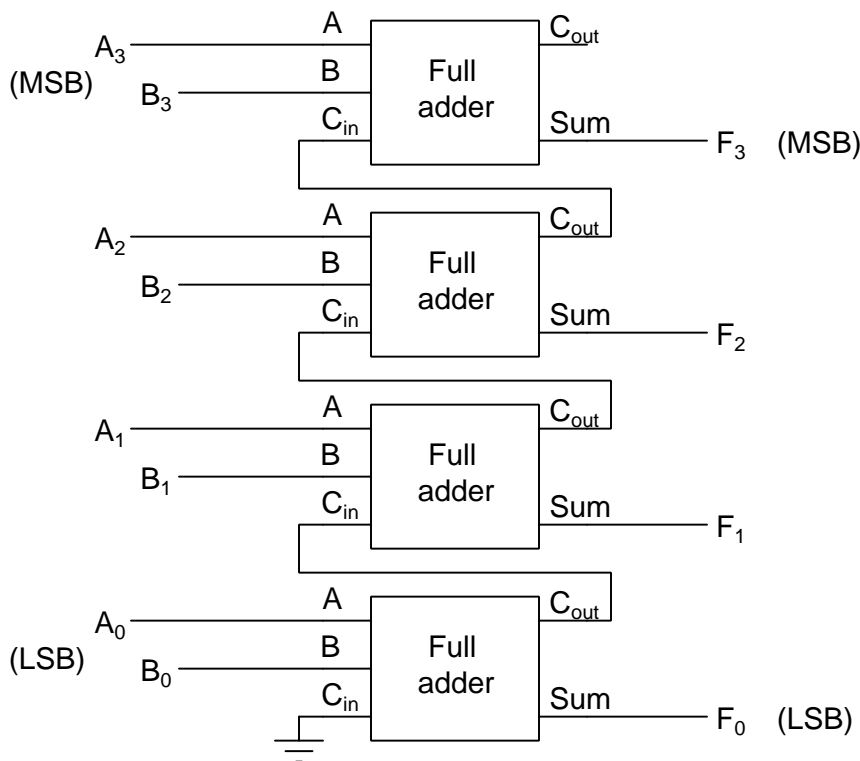 A C_out
A_3 Full
(MSB) B adder
B_3
C_in Sum F_3 (MSB)
A C_out
A_2 Full
B adder
B_2
C_in Sum F_2
A C_out
A_1 Full
B adder
B_1
C_in Sum F_1
A C_out
A_0 Full
(LSB) B adder
B_0
C_in Sum F_0 (LSB)